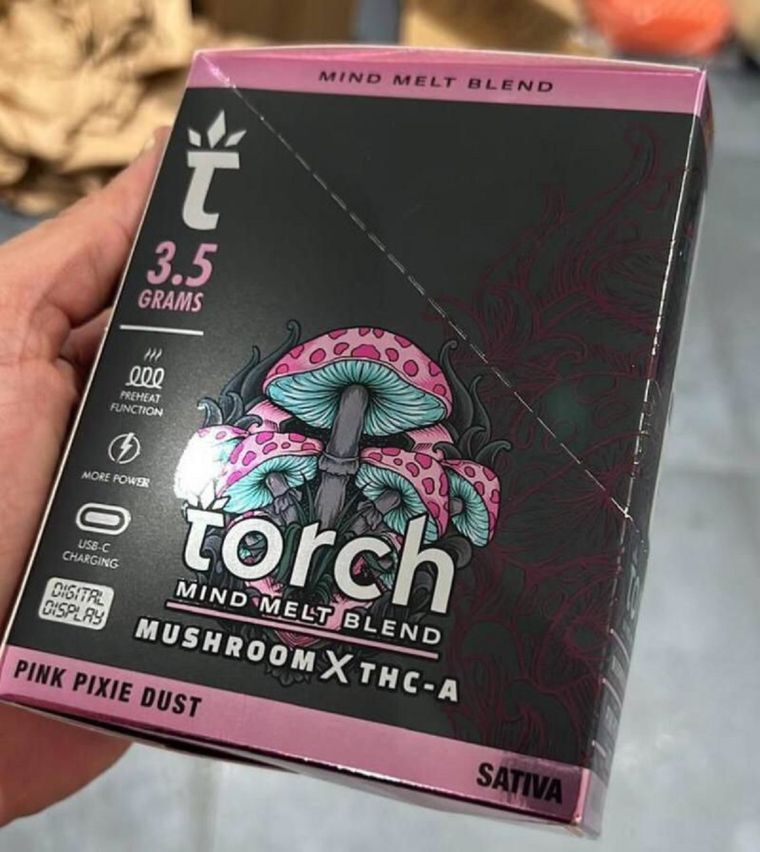 MIND MELT BLEND
t
3.5
GRAMS
PREHEAT
FUNCTION
MORE POWER
USB-C
CHARGING
DIGITAL
DISPLAY
torch
MIND MELT BLEND
MUSHROOM X THC-A
PINK PIXIE DUST
SATIVA